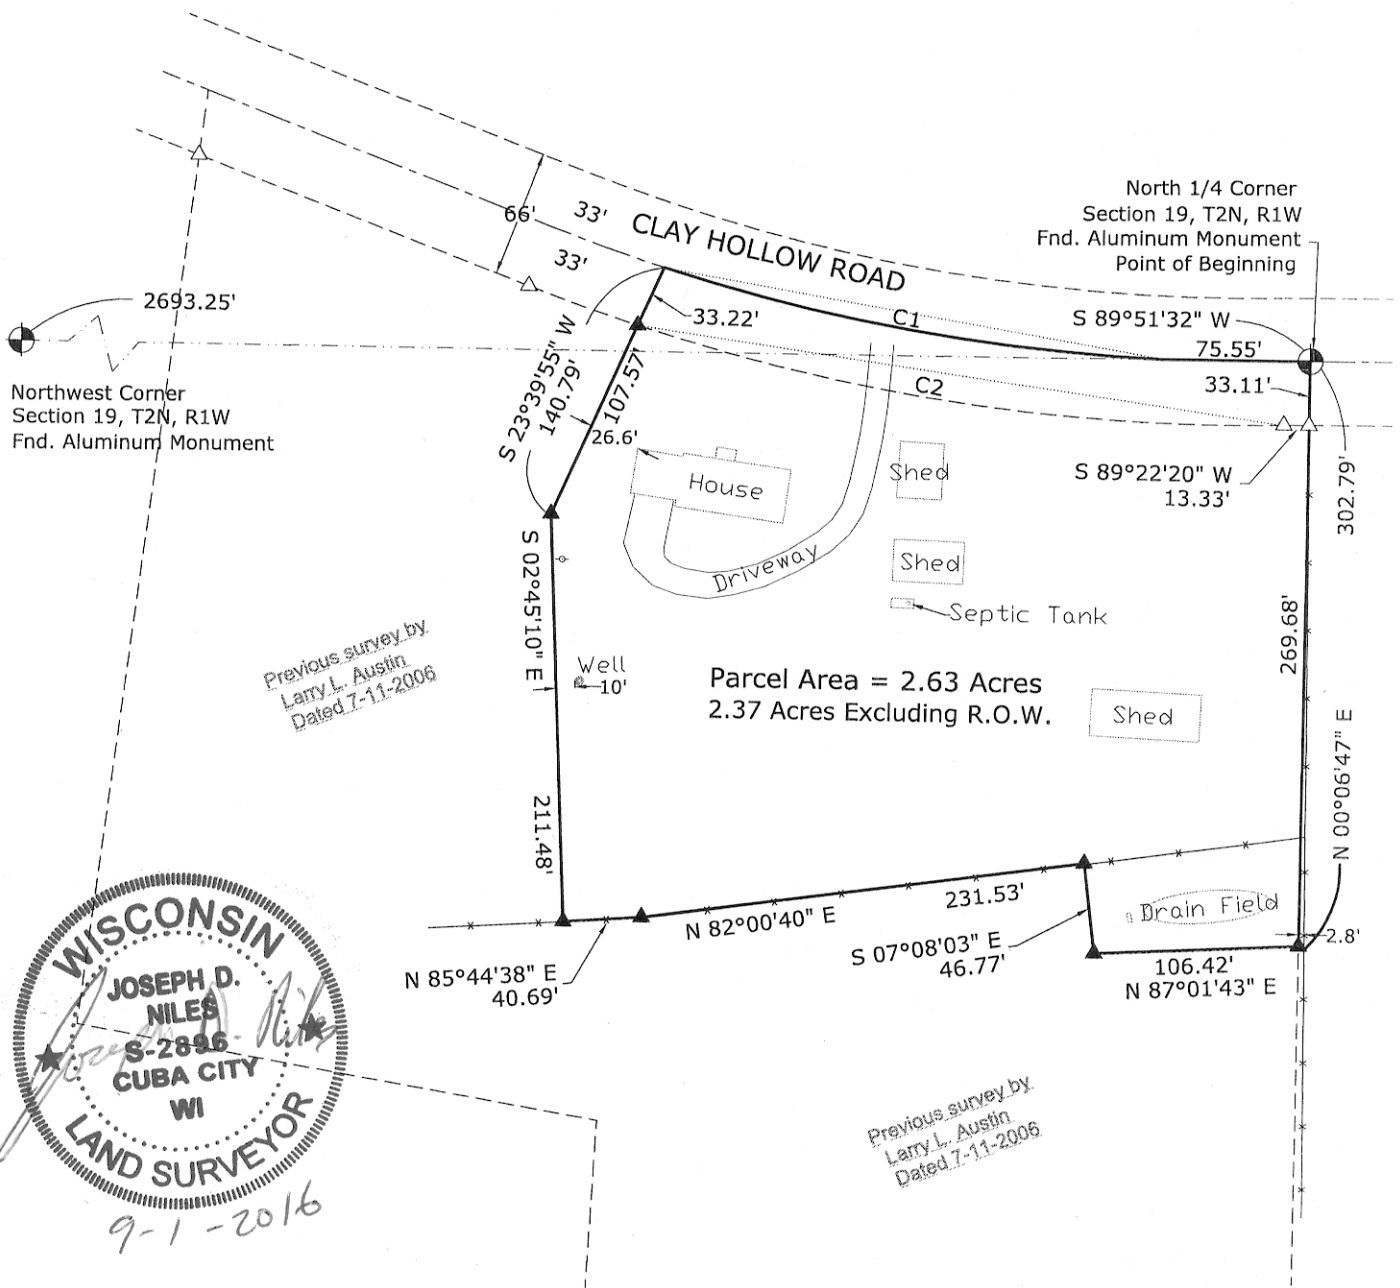 North 1/4 Corner
Section 19, T2N, R1W
Fnd. Aluminum Monument
Point of Beginning
66'
33'
33'
CLAY HOLLOW ROAD
2693.25'
Northwest Corner
Section 19, T2N, R1W
Fnd. Aluminum Monument
33.22'
C1
S 89°51'32" W
75.55'
33.11'
C2
S 23°39'55" W
140.79'
107.57'
26.6'
House
Shed
S 89°22'20" W
13.33'
302.79'
Driveway
Shed
Septic Tank
S 02°45'10" E
211.48'
Well
10'
Parcel Area = 2.63 Acres
2.37 Acres Excluding R.O.W.
Shed
269.68'
N 00°06'47" E
Previous survey by
Larry L. Austin
Dated 7-11-2006
231.53'
N 82°00'40" E
Drain Field
S 07°08'03" E
46.77'
2.8'
106.42'
N 87°01'43" E
N 85°44'38" E
40.69'
WISCONSIN
JOSEPH D.
NILES
S-2896
CUBA CITY
WI
LAND SURVEYOR
Joseph D. Niles
9-1-2016
Previous survey by
Larry L. Austin
Dated 7-11-2006